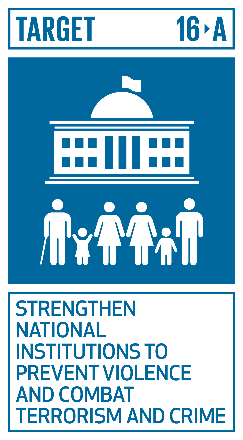 TARGET 16▸A
STRENGTHEN
NATIONAL
INSTITUTIONS TO
PREVENT VIOLENCE
AND COMBAT
TERRORISM AND CRIME